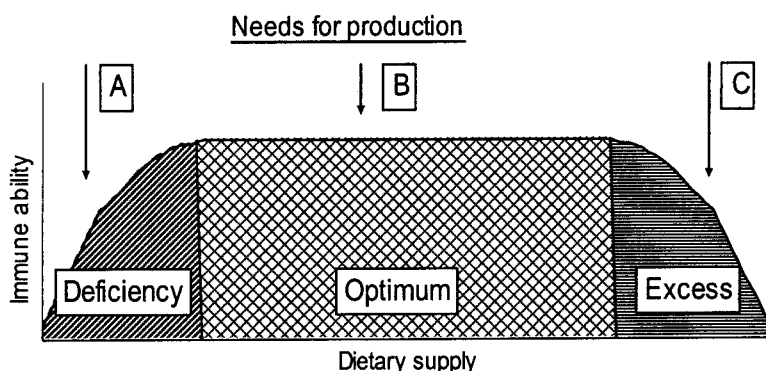 Needs for production
A
B
C
Immune ability
Deficiency
Optimum
Excess
Dietary supply